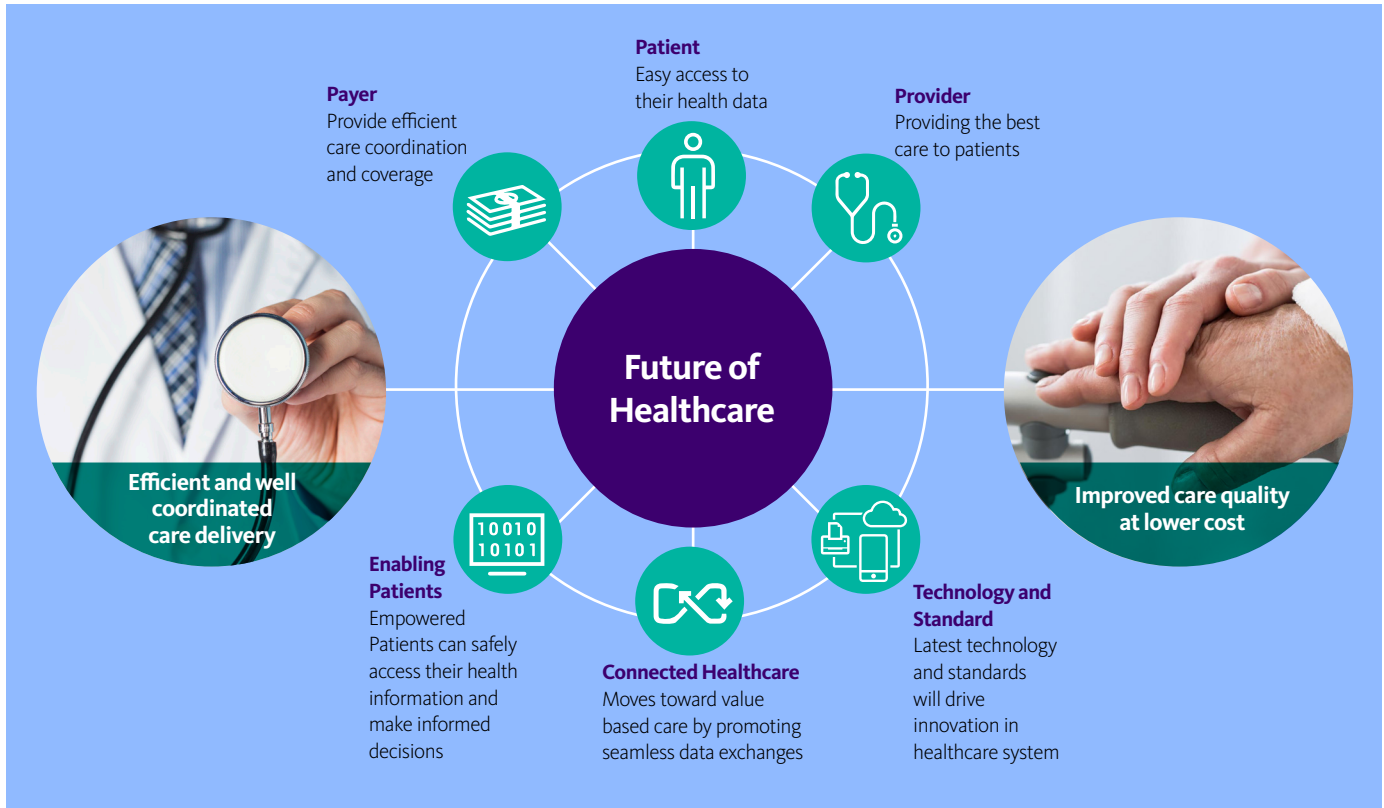 Patient
Easy access to
their health data
Payer
Provide efficient
care coordination
and coverage
Provider
Providing the best
care to patients
Future of
Healthcare
Efficient and well
coordinated
care delivery
Improved care quality
at lower cost
10010
10101
Enabling
Patients
Empowered
Patients can safely
access their health
information and
make informed
decisions
Connected Healthcare
Moves toward value
based care by promoting
seamless data exchanges
Technology and
Standard
Latest technology
and standards
will drive
innovation in
healthcare system